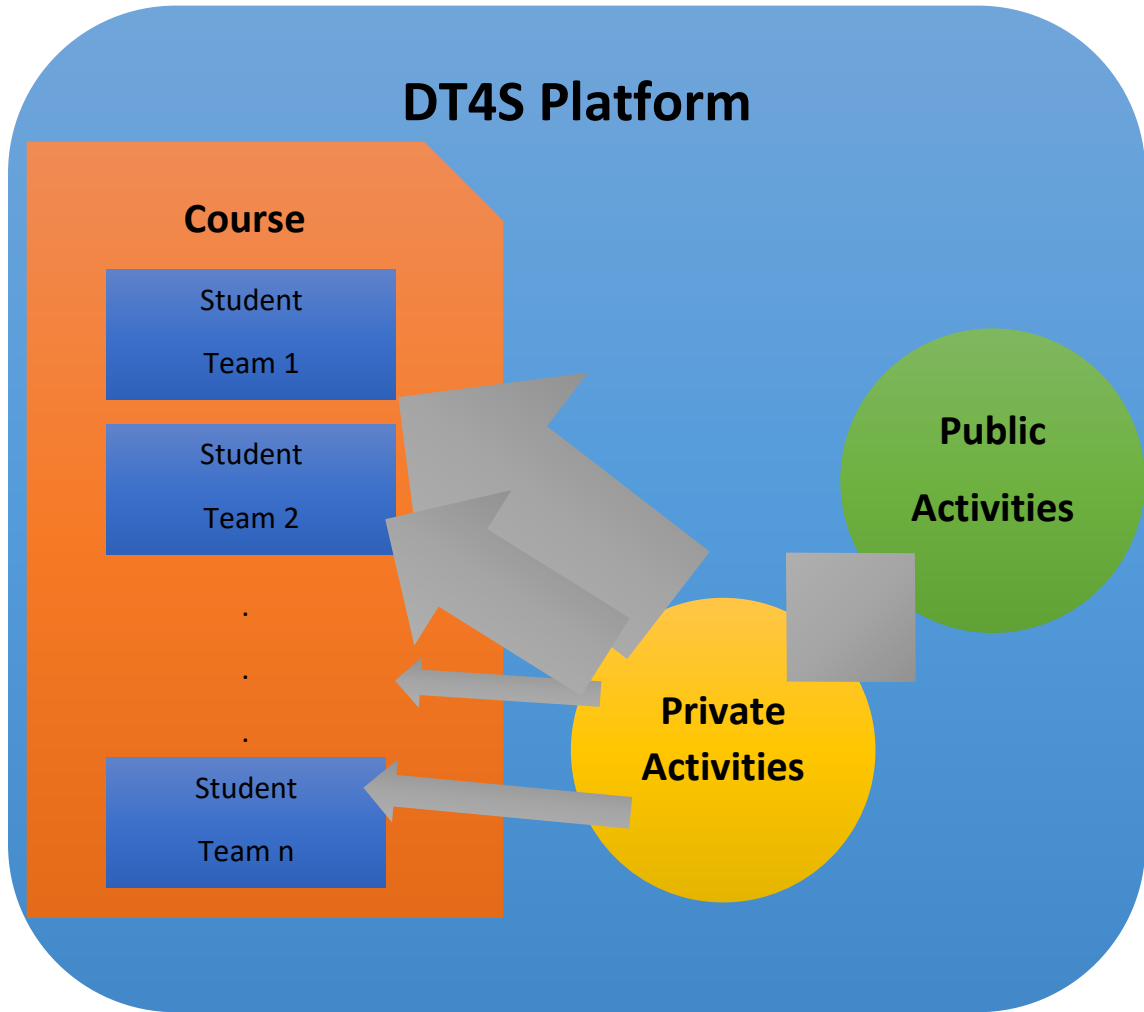 DT4S Platform
Course
Student
Team 1
Student
Team 2
.
.
.
Student
Team n
Public
Activities
Private
Activities